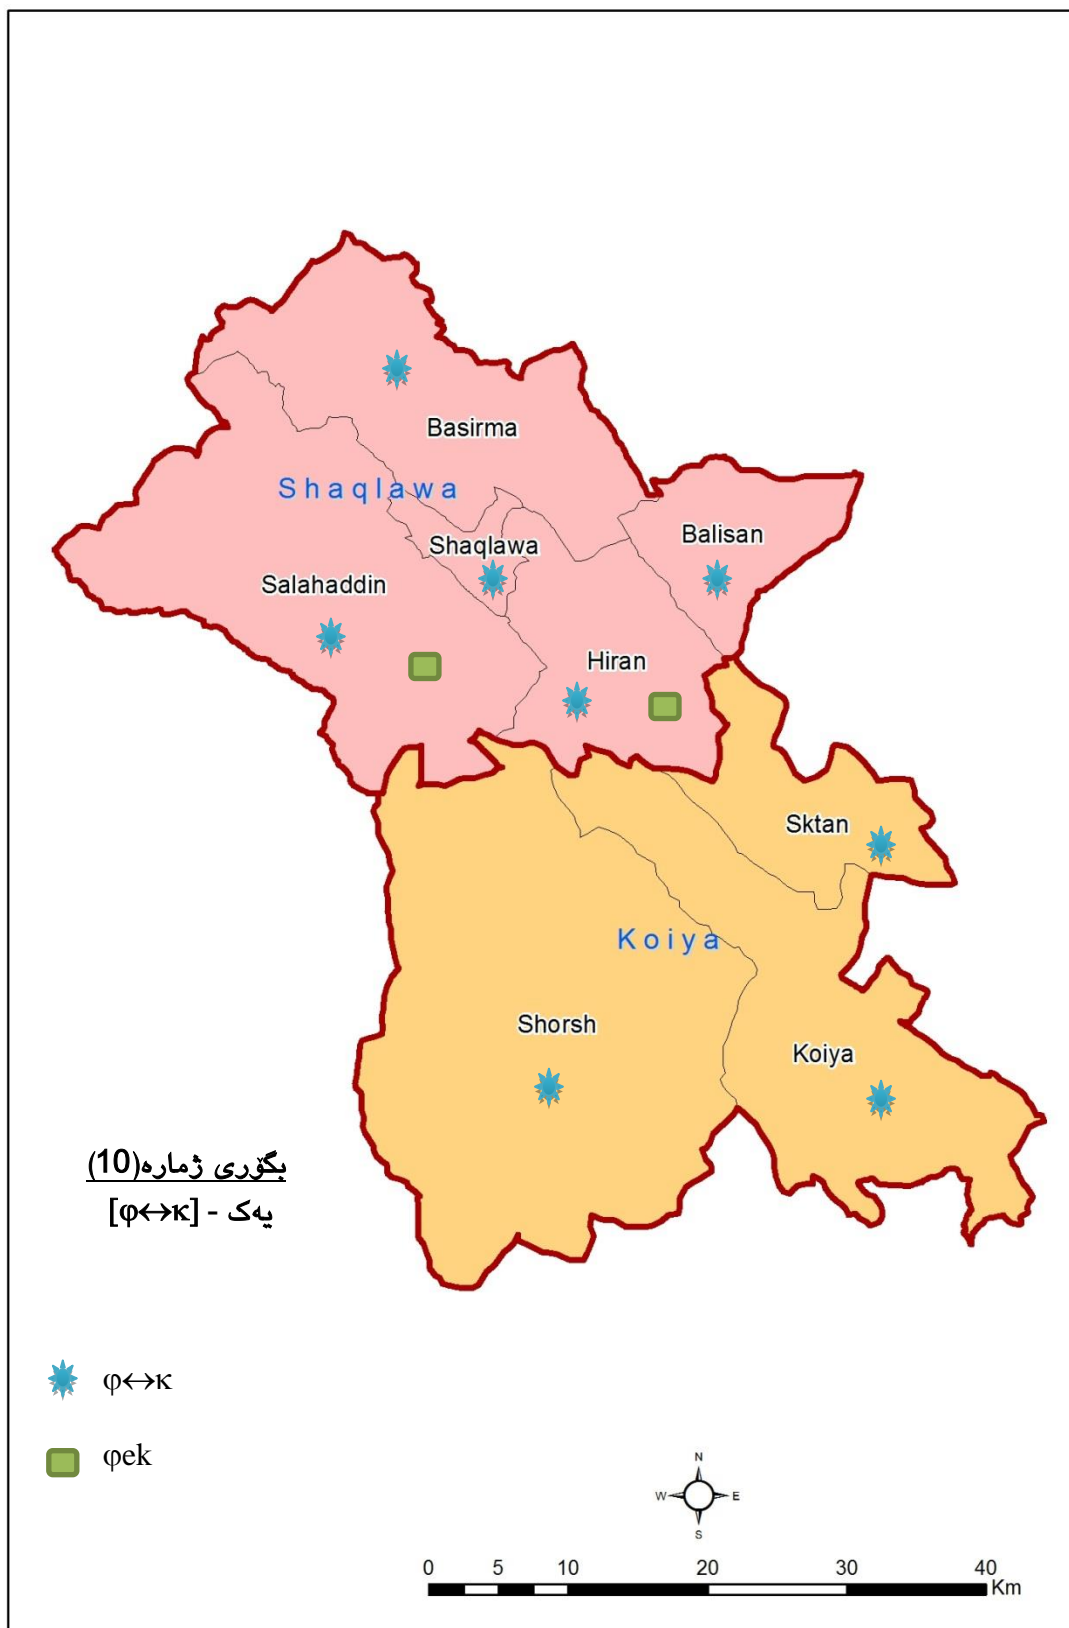 Basirma
Shaqlawa
Balisan
Shaqlawa
Salahaddin
Hiran
Sktan
Koiya
Shorsh
Koiya
بگۆڕی ژماره(10)
یەک - [φ↔κ]
φ↔κ
φek
N
W E
S
0 5 10 20 30 40
Km